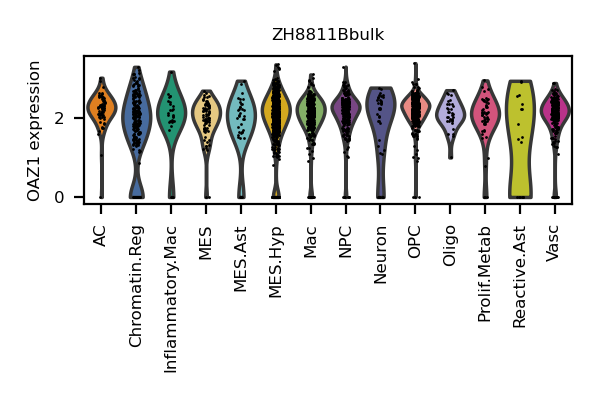 ZH8811Bbulk
OAZ1 expression
2
0
AC
Chromatin.Reg
Inflammatory.Mac
MES
MES.Ast
MES.Hyp
Mac
NPC
Neuron
OPC
Oligo
Prolif.Metab
Reactive.Ast
Vasc